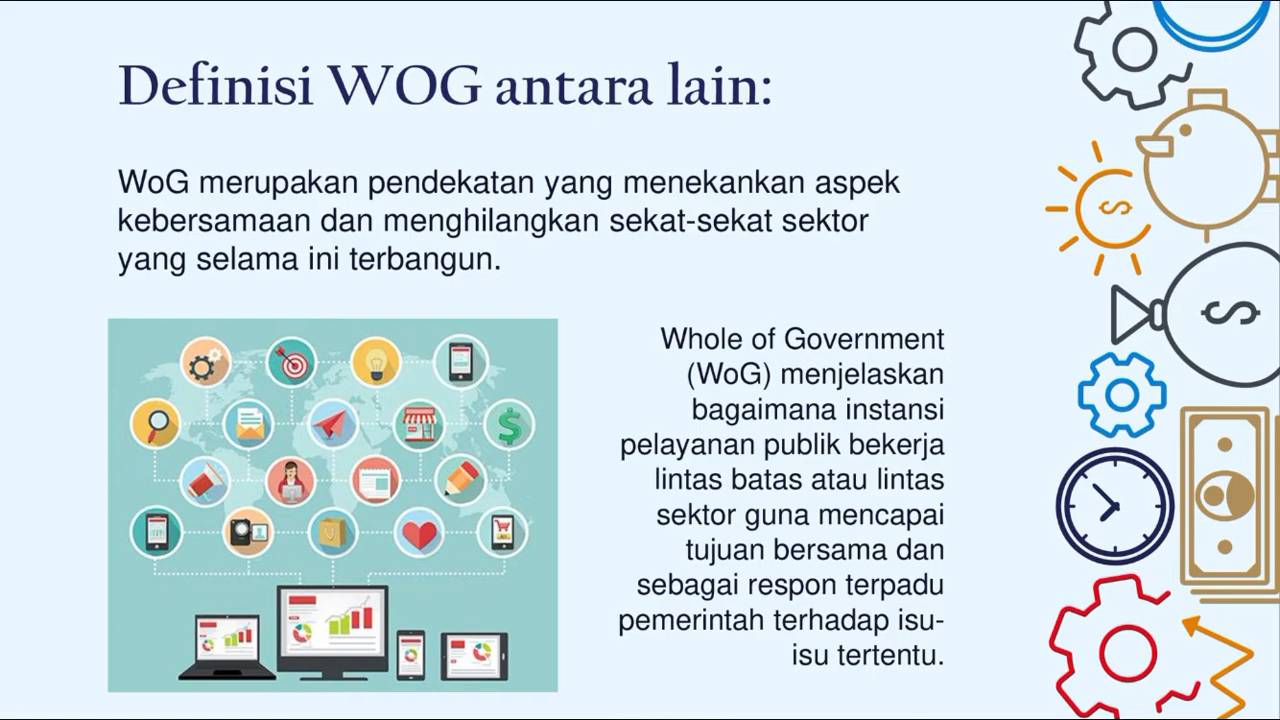 Definisi WOG antara lain:
WoG merupakan pendekatan yang menekankan aspek
kebersamaan dan menghilangkan sekat-sekat sektor
yang selama ini terbangun.
Whole of Government
(WoG) menjelaskan
bagaimana instansi
pelayanan publik bekerja
lintas batas atau lintas
sektor guna mencapai
tujuan bersama dan
sebagai respon terpadu
pemerintah terhadap isu-
isu tertentu.